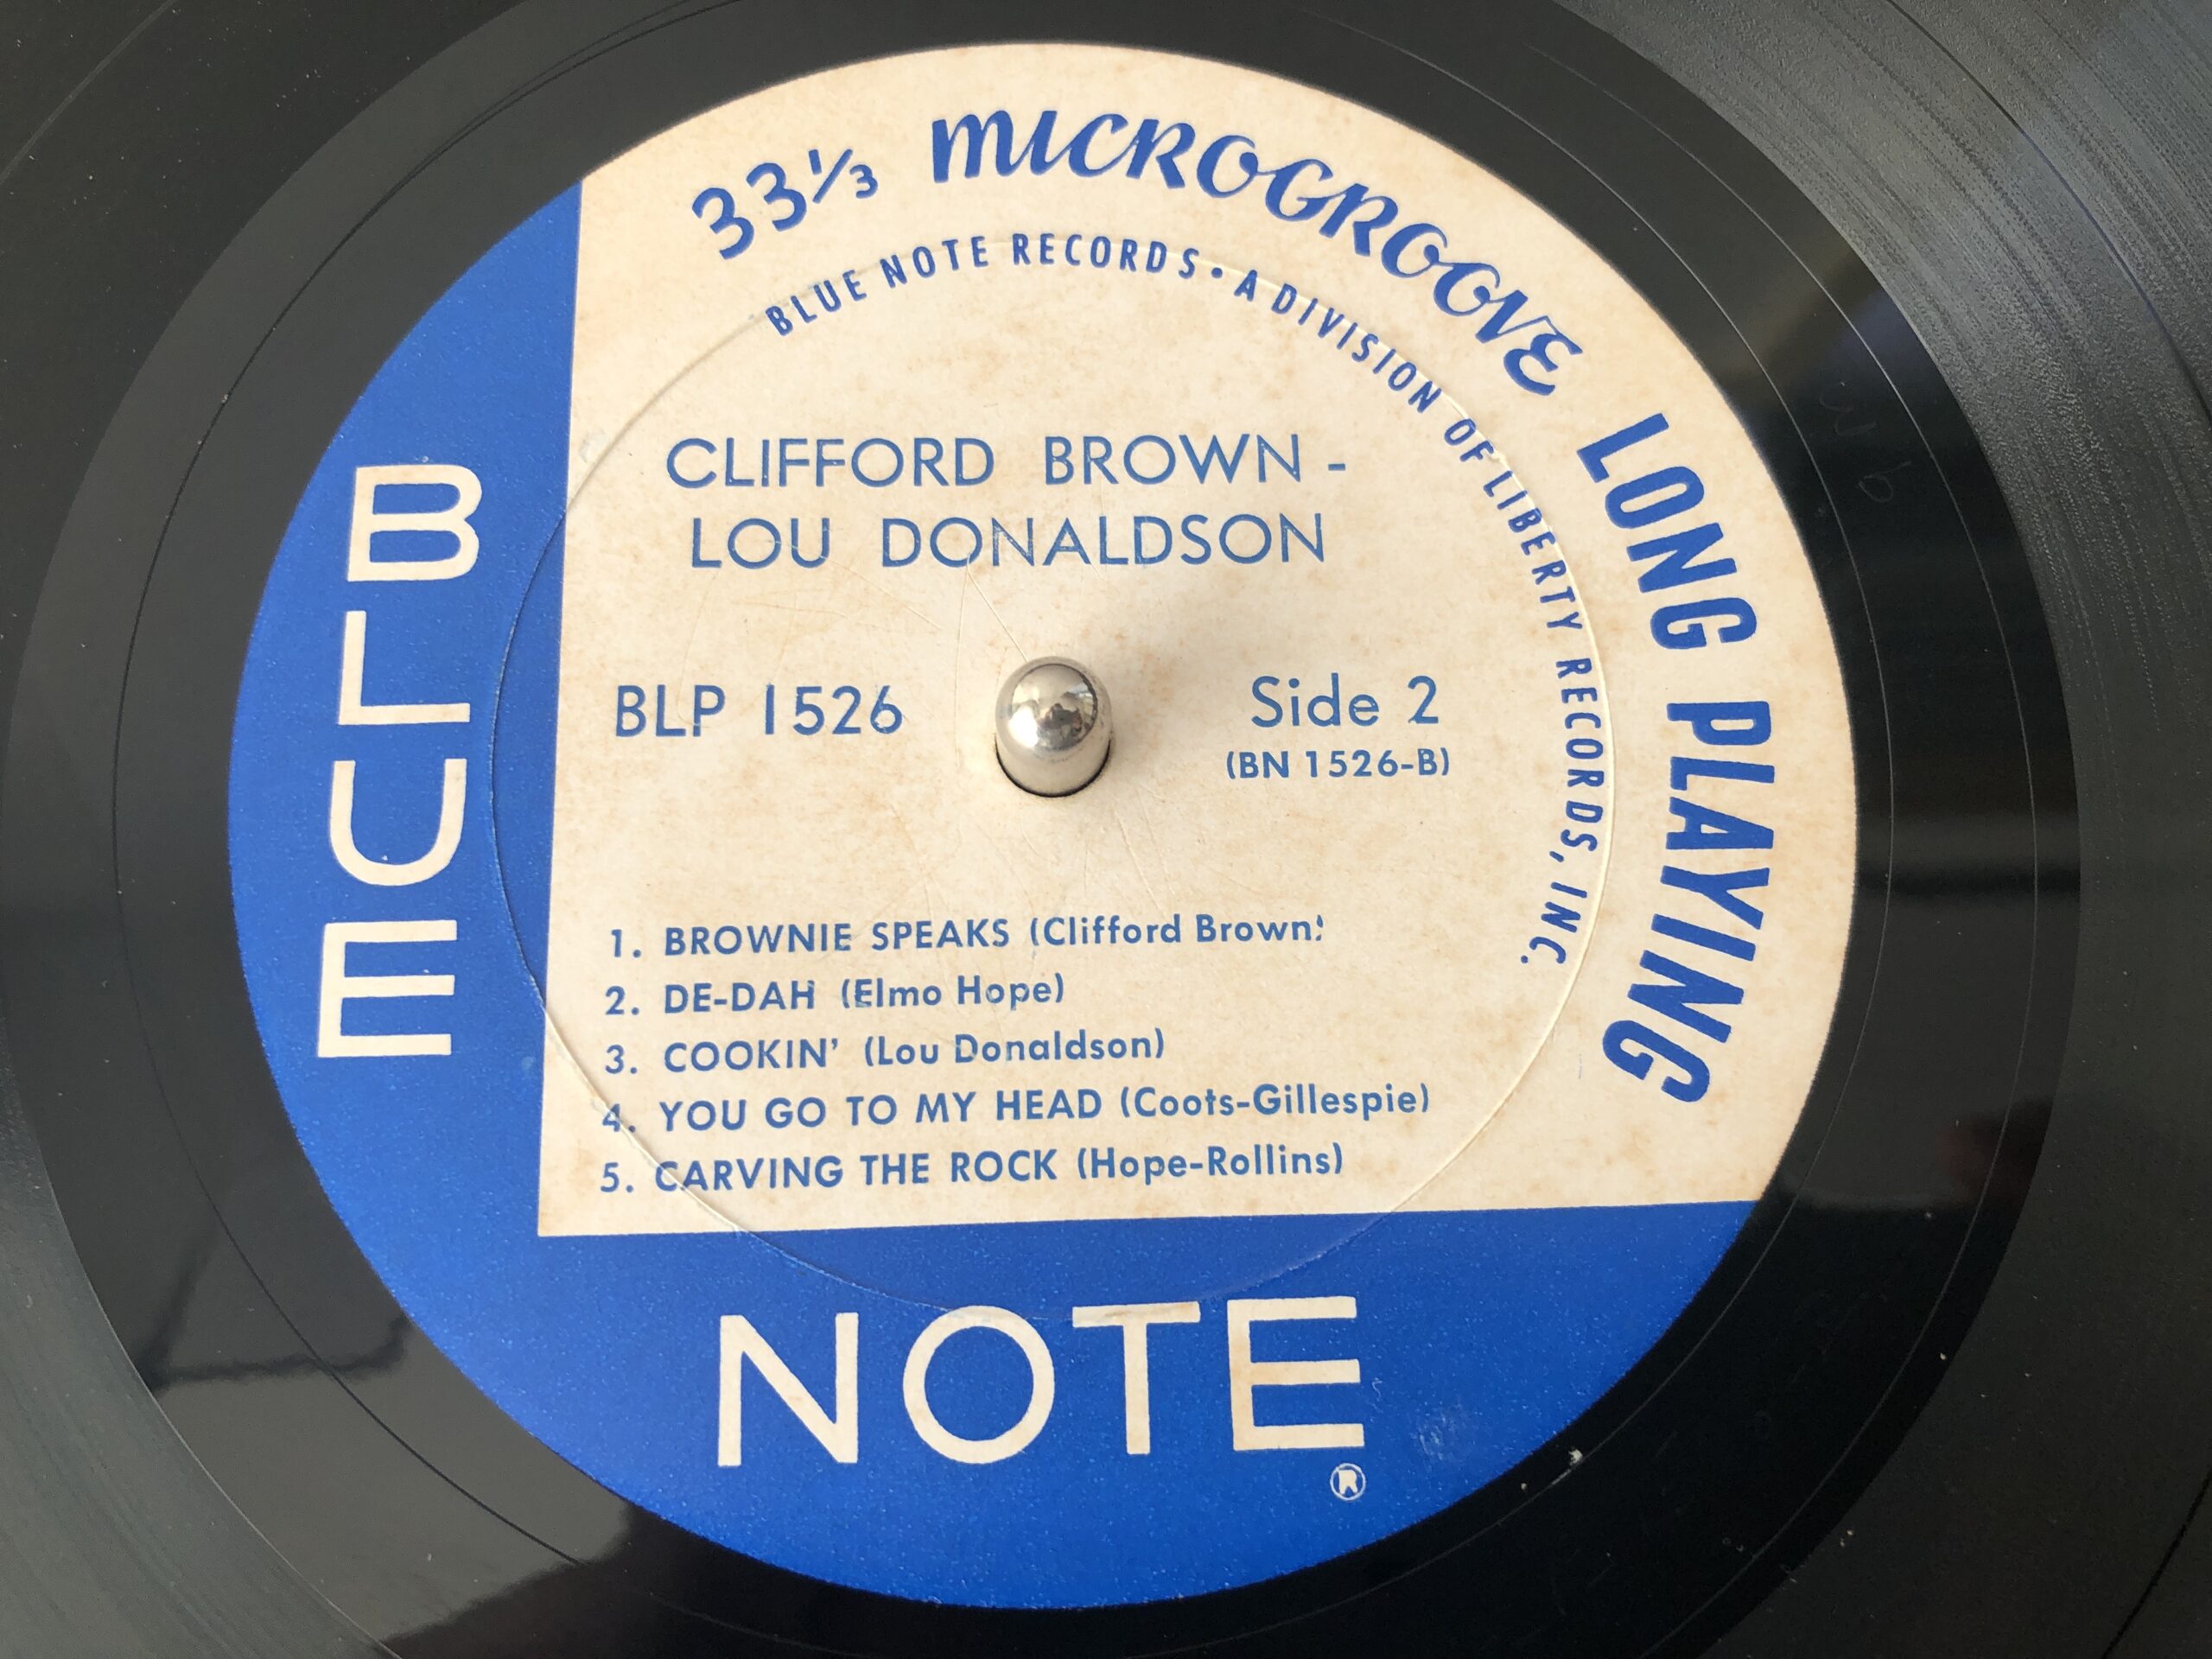 33⅓ MICROGROOVE LONG PLAYING
BLUE NOTE RECORDS • A DIVISION OF LIBERTY RECORDS, INC.
CLIFFORD BROWN -
LOU DONALDSON
BLP 1526
Side 2
(BN 1526-B)
1. BROWNIE SPEAKS (Clifford Brown)
2. DE-DAH (Elmo Hope)
3. COOKIN' (Lou Donaldson)
4. YOU GO TO MY HEAD (Coots-Gillespie)
5. CARVING THE ROCK (Hope-Rollins)
BLUE
NOTE
®